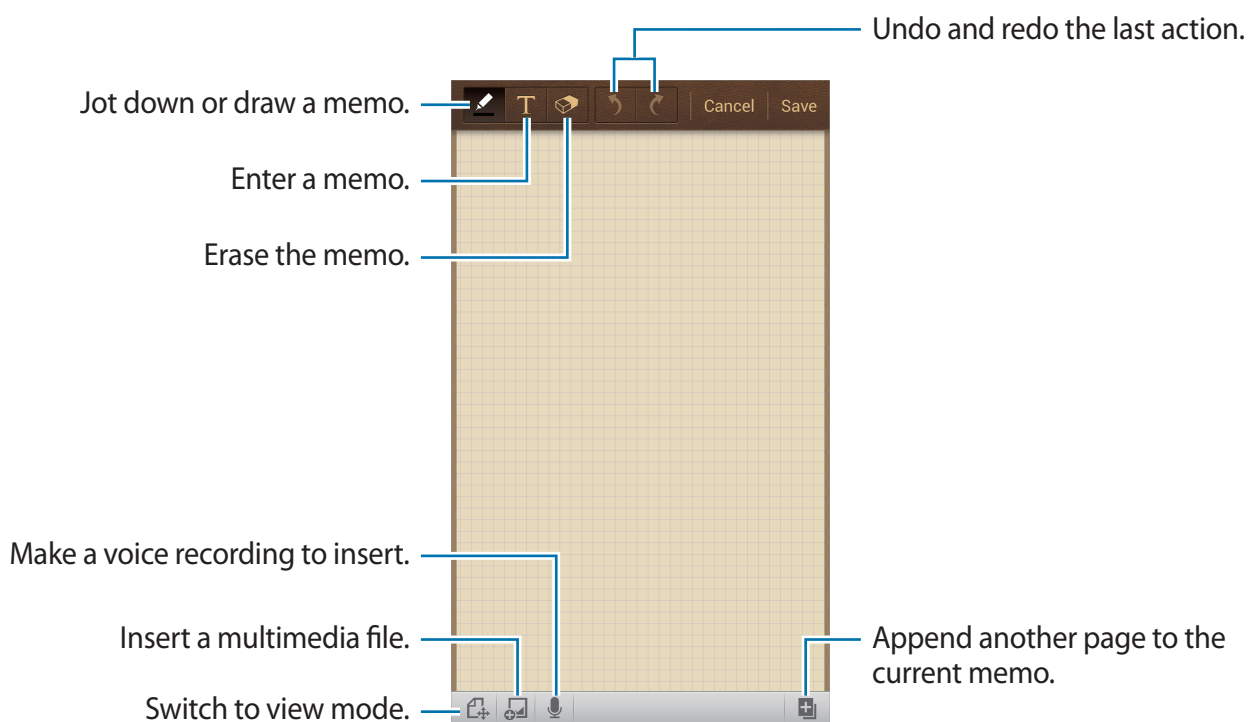 Undo and redo the last action.
Jot down or draw a memo.
T
Cancel
Save
Enter a memo.
Erase the memo.
Make a voice recording to insert.
Insert a multimedia file.
Append another page to the
current memo.
Switch to view mode.